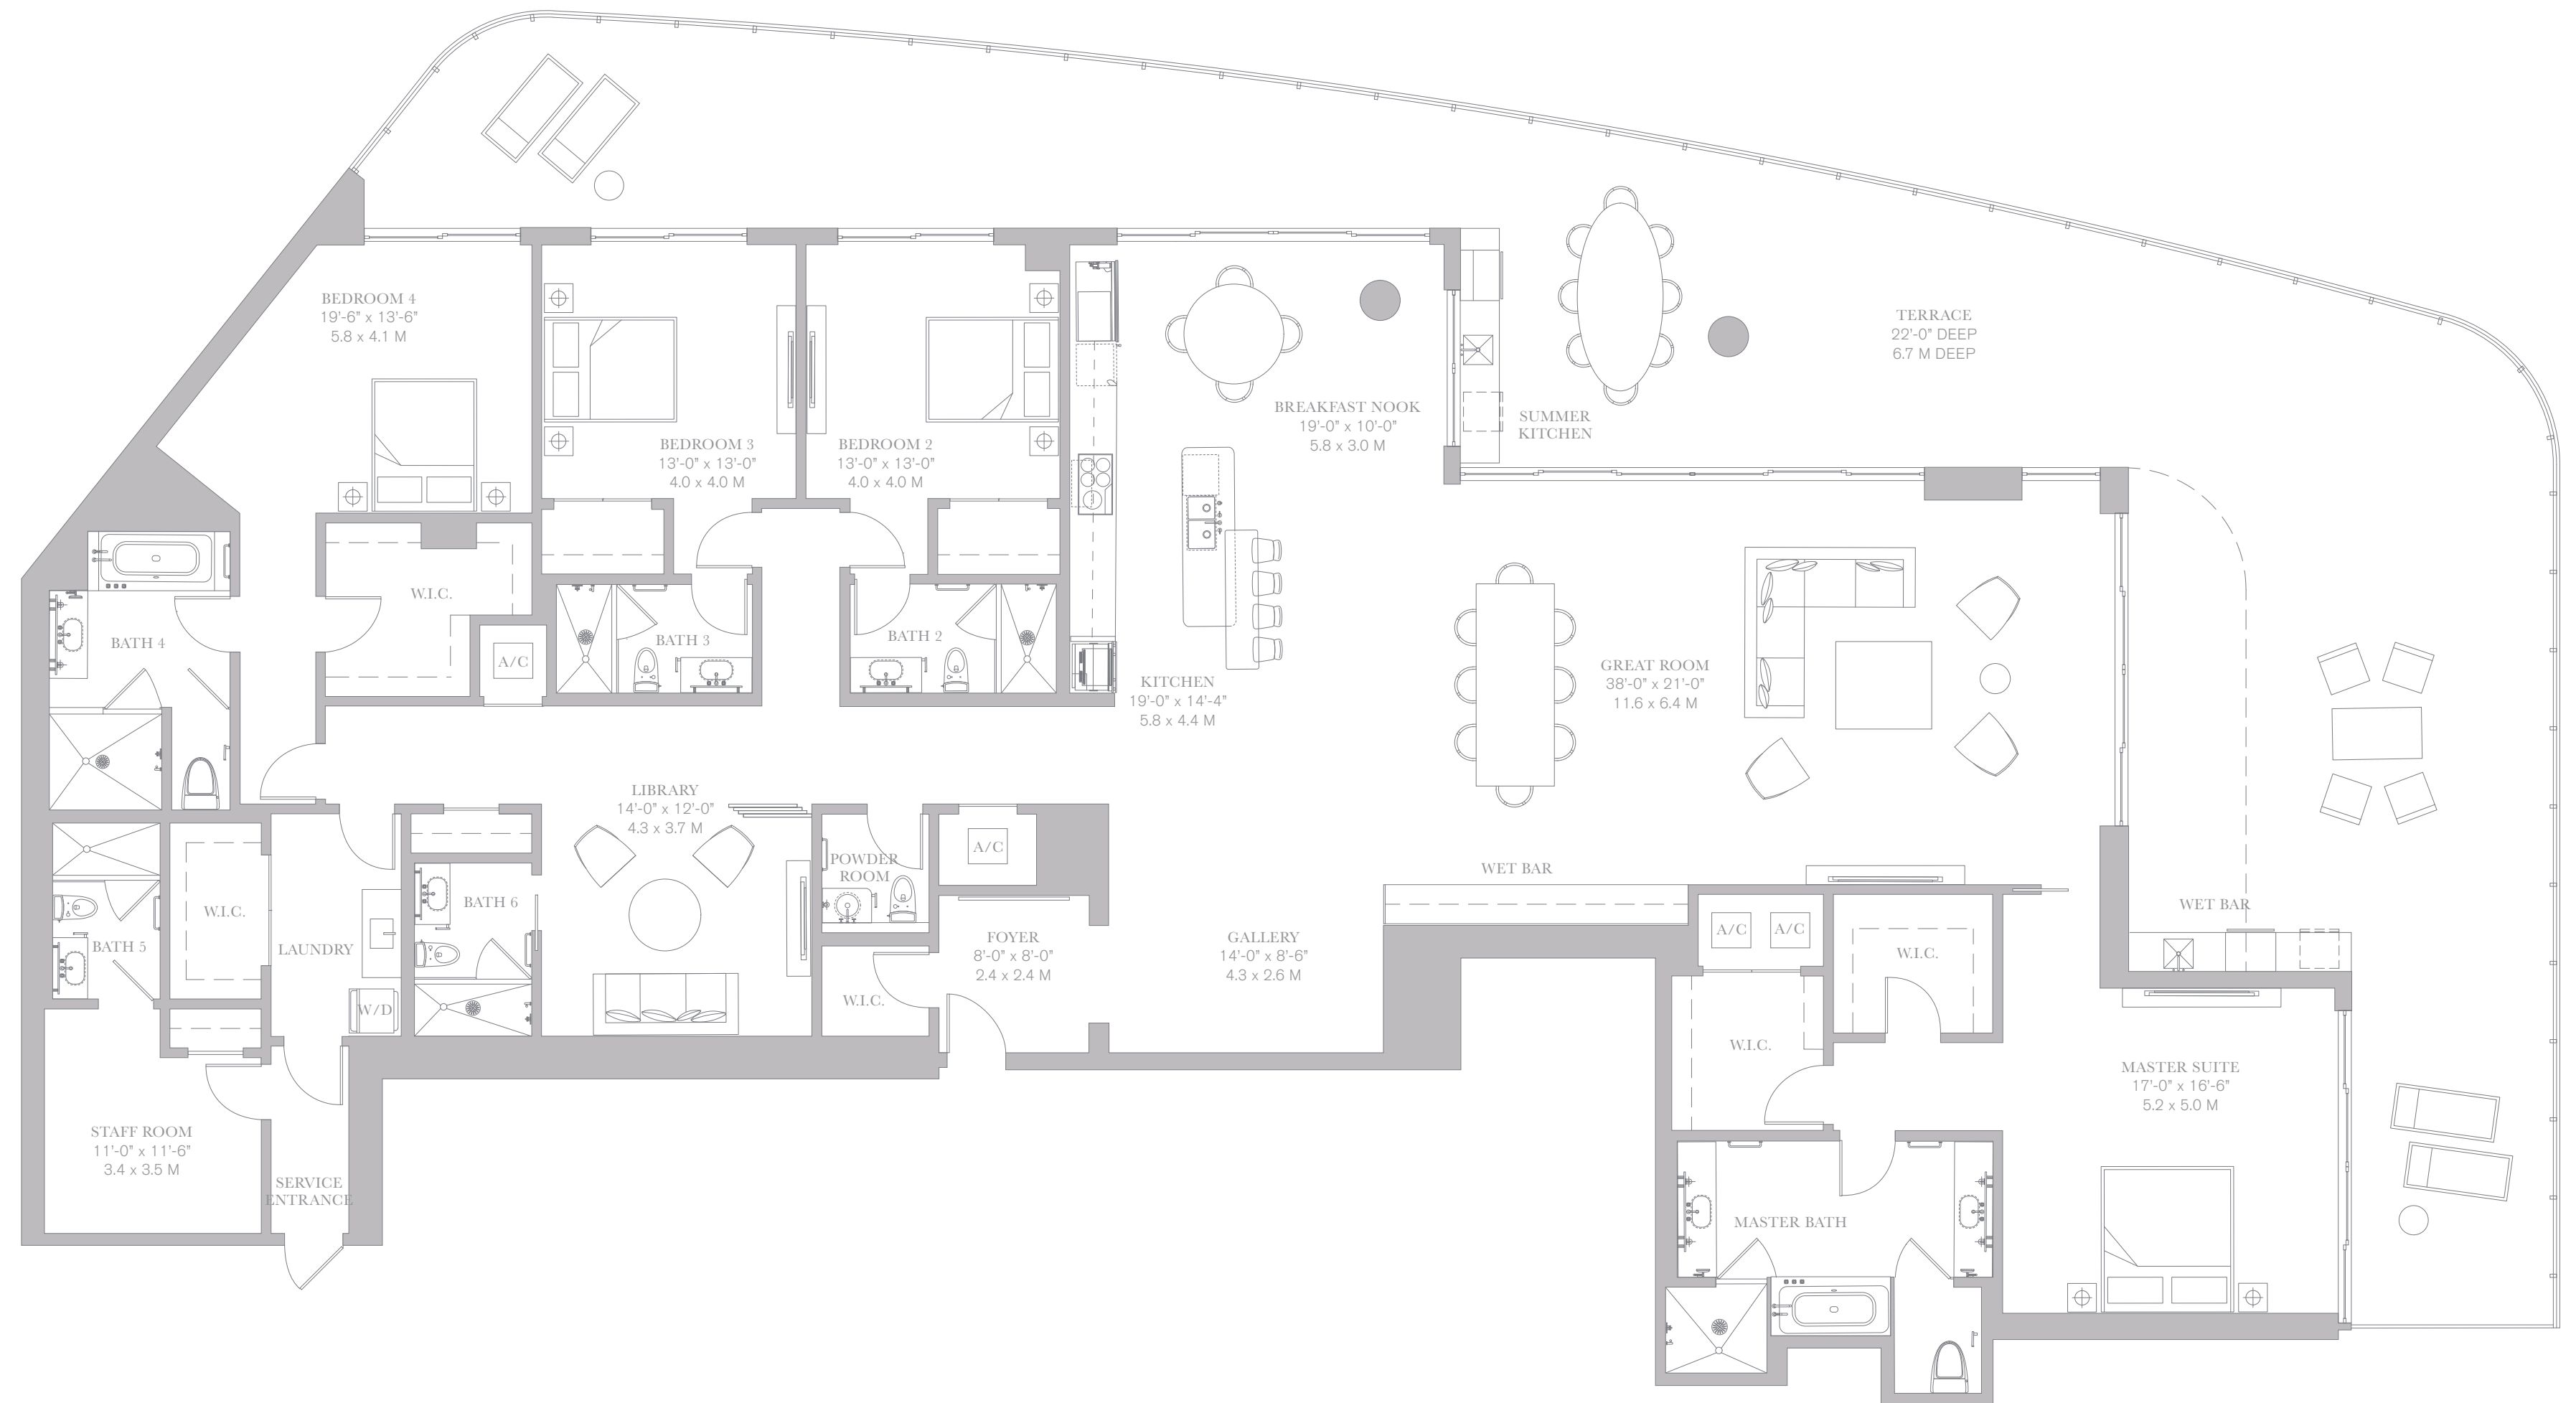 BEDROOM 4
19'-6" x 13'-6"
5.8 x 4.1 M
TERRACE
22'-0" DEEP
6.7 M DEEP
BREAKFAST NOOK
19'-0" x 10'-0"
5.8 x 3.0 M
SUMMER
KITCHEN
BEDROOM 3
13'-0" x 13'-0"
4.0 x 4.0 M
BEDROOM 2
13'-0" x 13'-0"
4.0 x 4.0 M
W.I.C.
BATH 4
A/C
BATH 3
BATH 2
KITCHEN
19'-0" x 14'-4"
5.8 x 4.4 M
GREAT ROOM
38'-0" x 21'-0"
11.6 x 6.4 M
LIBRARY
14'-0" x 12'-0"
4.3 x 3.7 M
POWDER
ROOM
A/C
WET BAR
WET BAR
W.I.C.
BATH 6
BATH 5
LAUNDRY
FOYER
8'-0" x 8'-0"
2.4 x 2.4 M
GALLERY
14'-0" x 8'-6"
4.3 x 2.6 M
A/C
A/C
W.I.C.
W/D
W.I.C.
W.I.C.
MASTER SUITE
17'-0" x 16'-6"
5.2 x 5.0 M
STAFF ROOM
11'-0" x 11'-6"
3.4 x 3.5 M
SERVICE
ENTRANCE
MASTER BATH